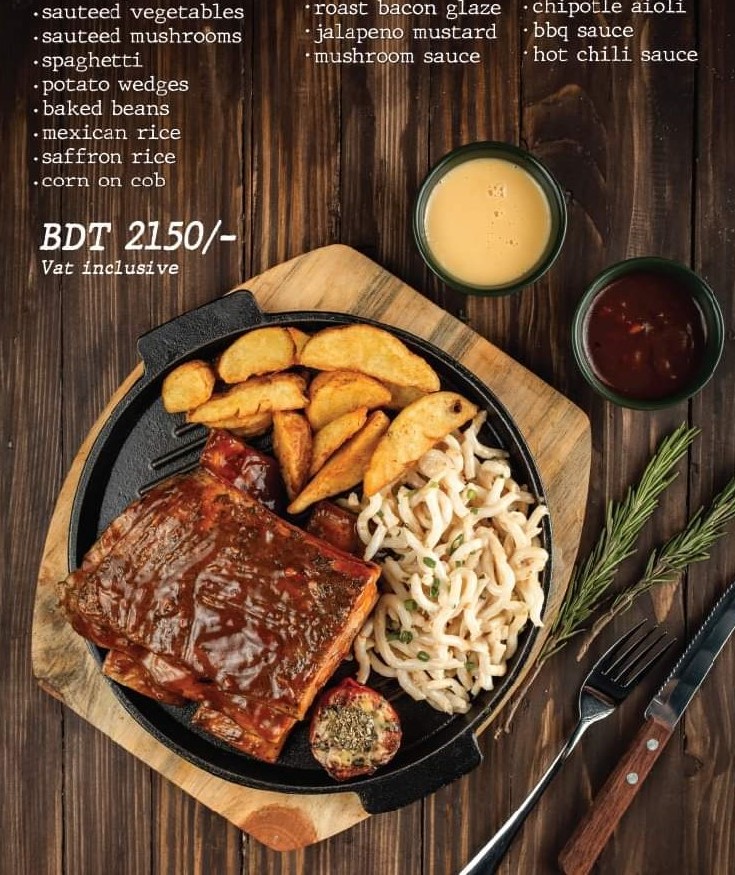 ·sauteed vegetables
·sauteed mushrooms
·spaghetti
·potato wedges
·baked beans
·mexican rice
·saffron rice
·corn on cob
·roast bacon glaze
·jalapeno mustard
·mushroom sauce
·chipotle aioli
·bbq sauce
·hot chili sauce
BDT 2150/-
Vat inclusive